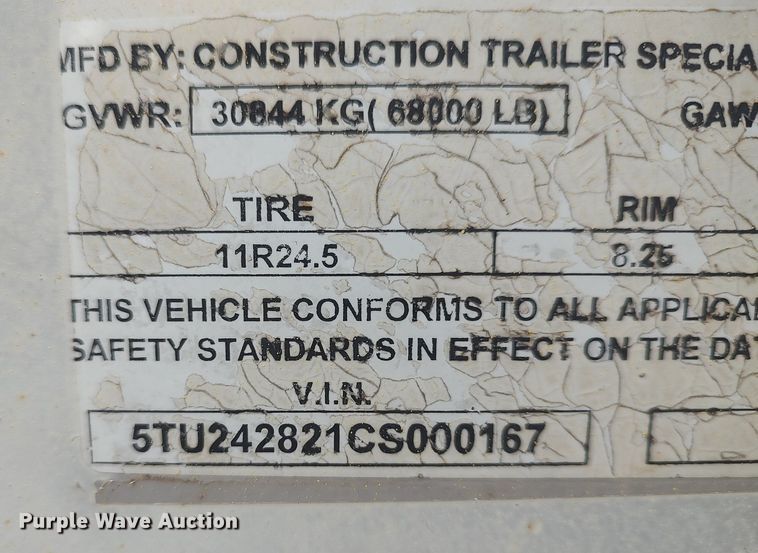 MFD BY: CONSTRUCTION TRAILER SPECIA
GVWR: 30844 KG( 68000 LB) GAW
TIRE RIM
11R24.5 8.25
THIS VEHICLE CONFORMS TO ALL APPLICA
SAFETY STANDARDS IN EFFECT ON THE DAT
V.I.N.
5TU242821CS000167
Purple Wave Auction